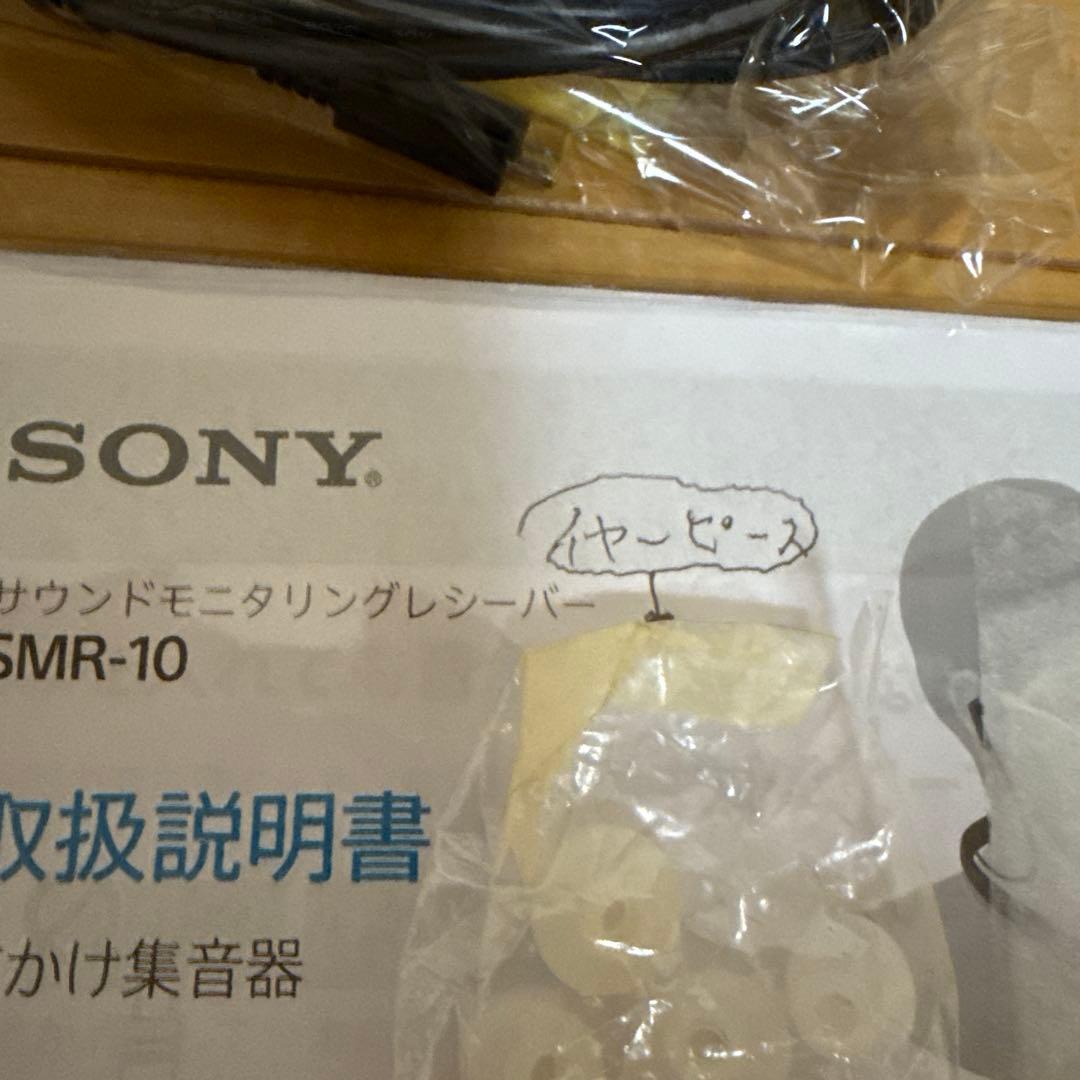 SONY®
イヤーピース
サウンドモニタリングレシーバー
SMR-10
取扱説明書
かけ集音器